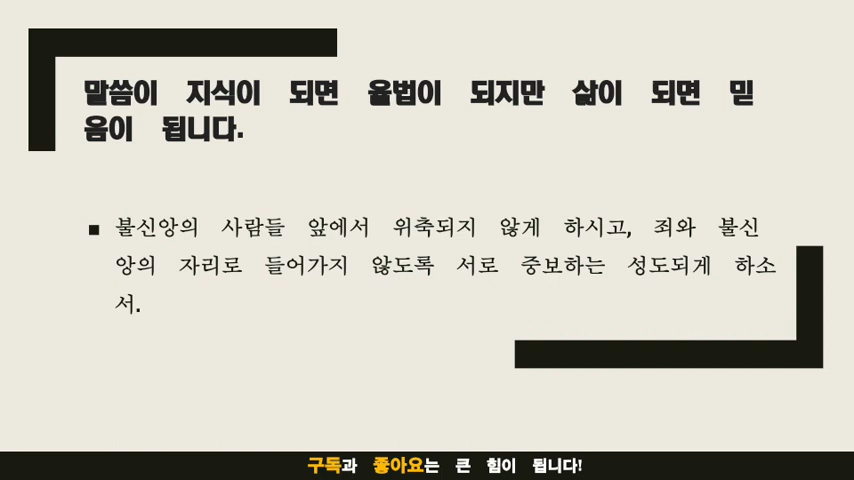 말씀이 지식이 되면 율법이 되지만 삶이 되면 믿
음이 됩니다.
■ 불신앙의 사람들 앞에서 위축되지 않게 하시고, 죄와 불신
앙의 자리로 들어가지 않도록 서로 중보하는 성도되게 하소
서.
구독과 좋아요는 큰 힘이 됩니다!